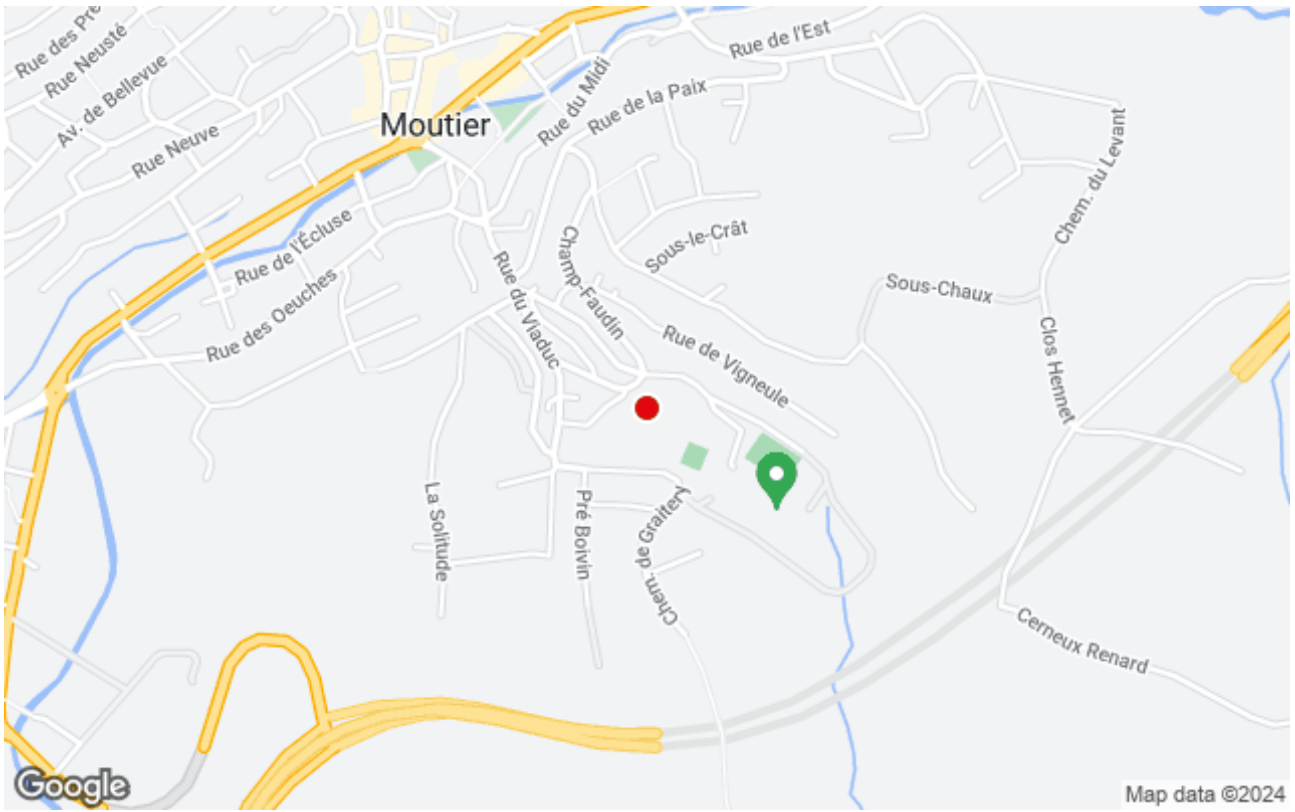 Rue des Pré
Rue Neusté
Av. de Bellevue
Rue Neuve
Moutier
Rue du Midi
Rue de l'Est
Rue de la Paix
Chem. du Levant
Rue de l'Écluse
Rue des Oeuches
Rue du Viaduc
Champ-Faudin
Sous-le-Crât
Sous-Chaux
Rue de Vigneule
Clos Hennet
La Solitude
Pré Boivin
Chem. de Graitery
Cerneux Renard
Google
Map data ©2024